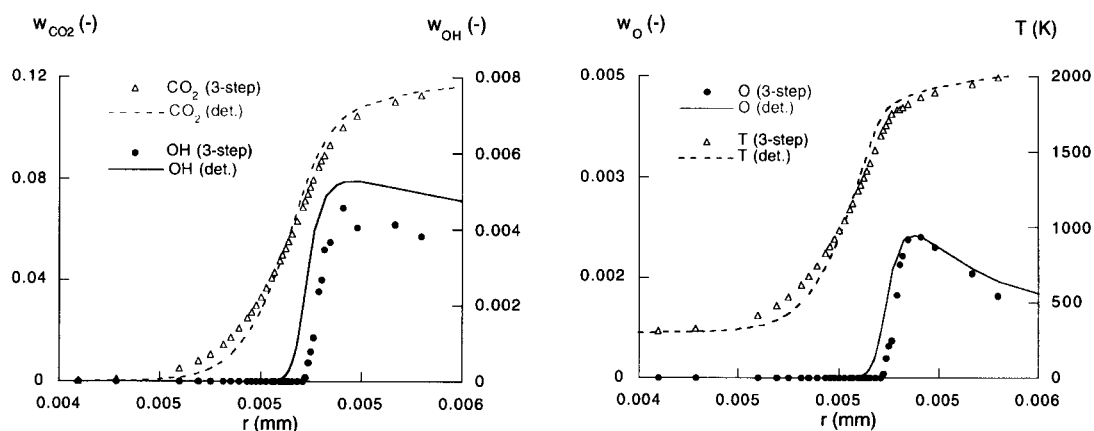 w_CO2 (-)
w_OH (-)
0.12
0.08
0.04
0
0.008
0.006
0.004
0.002
0
△ CO₂ (3-step)
CO₂ (det.)
● OH (3-step)
OH (det.)
0.004
0.005
0.005
0.005
0.006
r (mm)
w_O (-)
T (K)
0.005
0.003
0.002
0
2000
1500
1000
500
0
● O (3-step)
O (det.)
△ T (3-step)
T (det.)
0.004
0.005
0.005
0.005
0.006
r (mm)